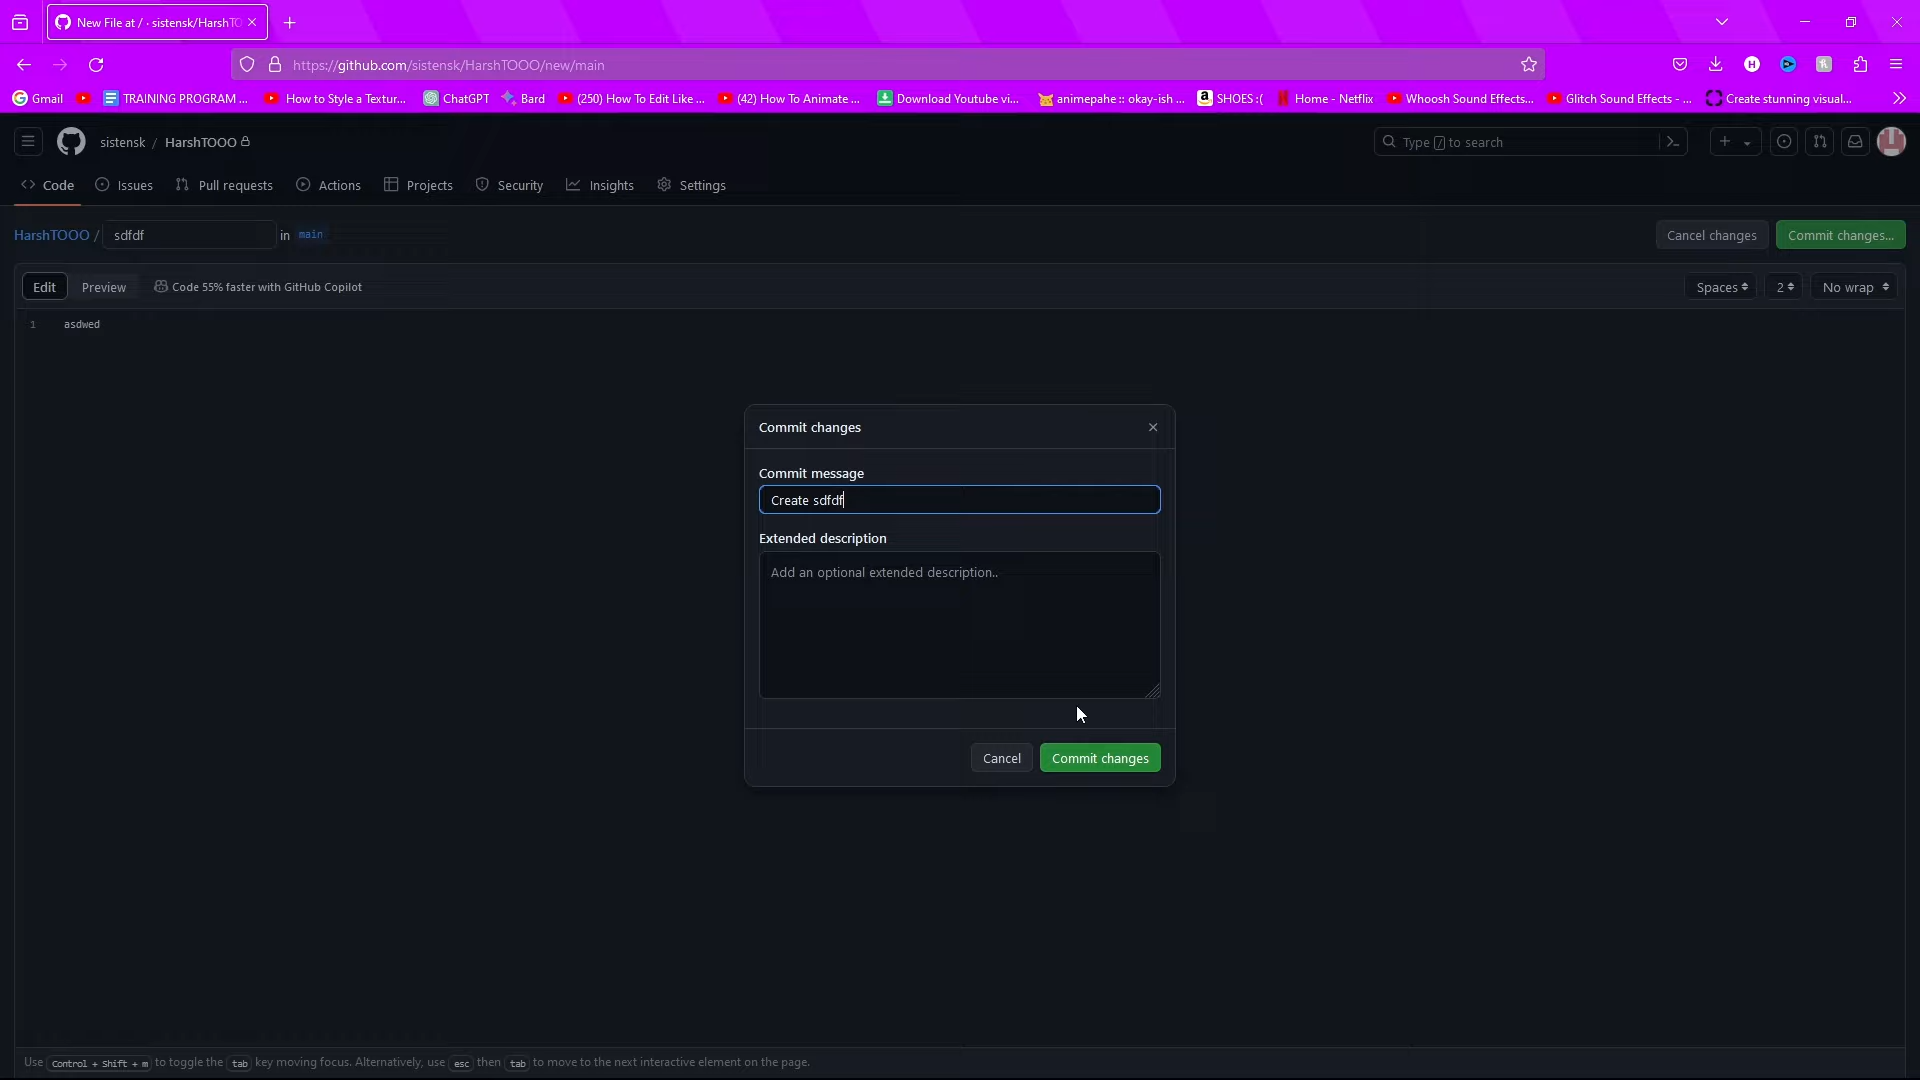 New File at / · sistensk/HarshTO
https://github.com/sistensk/HarshTOOO/new/main
Gmail TRAINING PROGRAM ... How to Style a Textur... ChatGPT Bard (250) How To Edit Like ... (42) How To Animate ... Download Youtube vi... animepahe :: okay-ish ... SHOES :( Home - Netflix Whoosh Sound Effects... Glitch Sound Effects - ... Create stunning visual...
sistensk / HarshTOOO Type / to search
Code Issues Pull requests Actions Projects Security Insights Settings
HarshTOOO / sdfdf in main Cancel changes Commit changes...
Edit Preview Code 55% faster with GitHub Copilot Spaces 2 No wrap
1 asdwed
Commit changes
Commit message
Create sdfdf
Extended description
Add an optional extended description..
Cancel Commit changes
Use Control + Shift + m to toggle the tab key moving focus. Alternatively, use esc then tab to move to the next interactive element on the page.